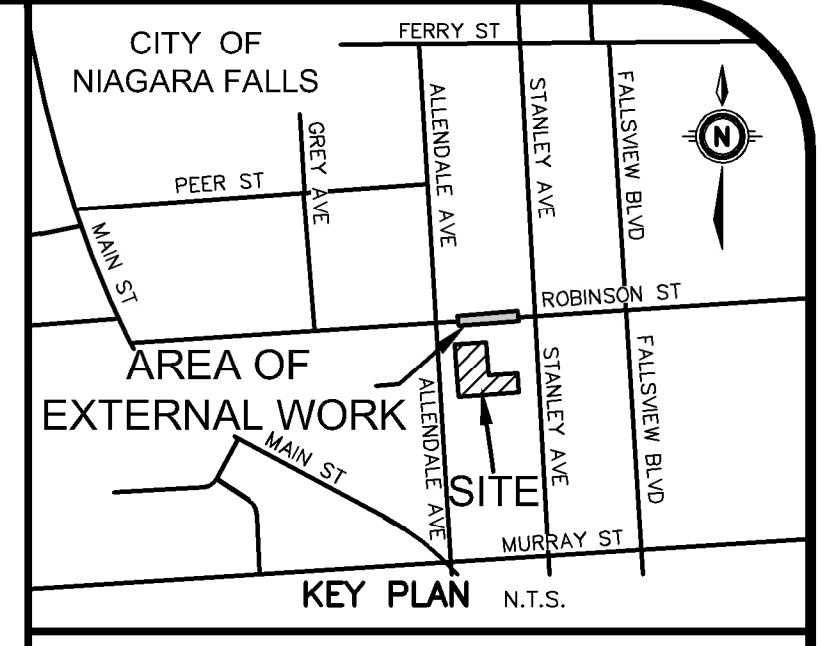 CITY OF
NIAGARA FALLS
FERRY ST
ALLENDALE AVE
STANLEY AVE
FALLSVIEW BLVD
N
GREY AVE
PEER ST
MAIN ST
ROBINSON ST
AREA OF
EXTERNAL WORK
ALLENDALE AVE
STANLEY AVE
FALLSVIEW BLVD
MAIN ST
SITE
MURRAY ST
KEY PLAN N.T.S.